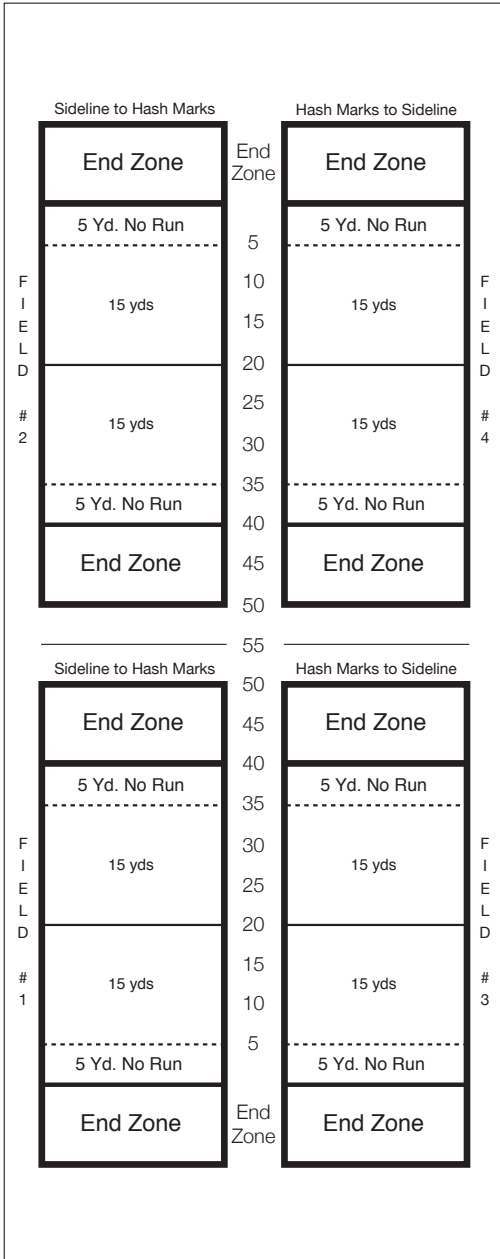 Sideline to Hash Marks
Hash Marks to Sideline
End Zone
End
Zone
End Zone
5 Yd. No Run
5 Yd. No Run
5
10
15 yds
15 yds
15
20
25
15 yds
15 yds
30
35
5 Yd. No Run
5 Yd. No Run
40
End Zone
45
End Zone
50
FIELD #2
FIELD #4
55
Sideline to Hash Marks
Hash Marks to Sideline
50
End Zone
45
End Zone
40
5 Yd. No Run
5 Yd. No Run
35
30
15 yds
15 yds
25
20
15
15 yds
15 yds
10
5
5 Yd. No Run
5 Yd. No Run
End Zone
End
Zone
End Zone
FIELD #1
FIELD #3